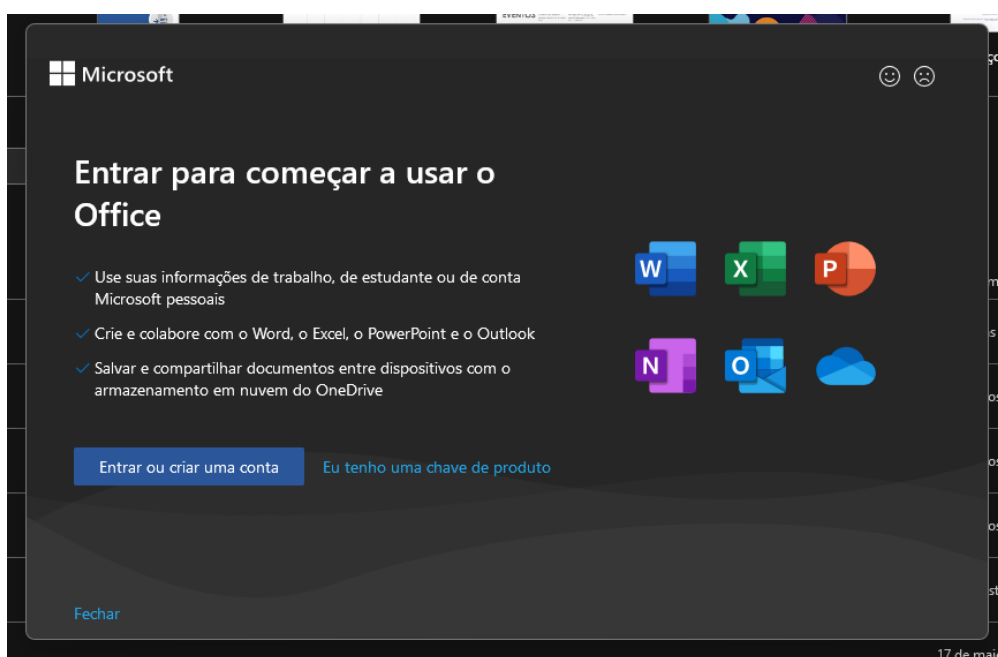 EVENTOS
Microsoft
Entrar para começar a usar o
Office
Use suas informações de trabalho, de estudante ou de conta
Microsoft pessoais
Crie e colabore com o Word, o Excel, o PowerPoint e o Outlook
Salvar e compartilhar documentos entre dispositivos com o
armazenamento em nuvem do OneDrive
W X P
N O
Entrar ou criar uma conta
Eu tenho uma chave de produto
Fechar
17 de